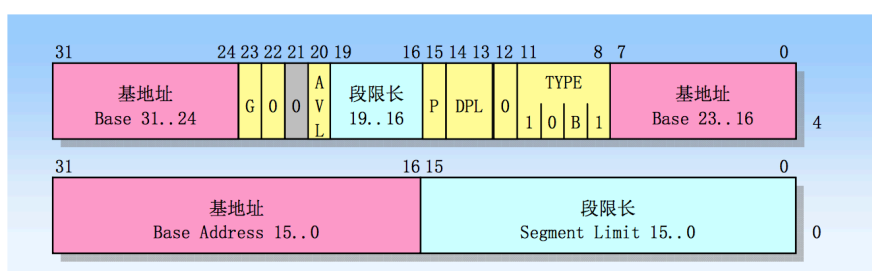 31 24 23 22 21 20 19 16 15 14 13 12 11 8 7 0
基地址
Base 31..24
G
0
0
A
V
L
段限长
19..16
P
DPL
0
TYPE
1 0 B 1
基地址
Base 23..16
4
31 16 15 0
基地址
Base Address 15..0
段限长
Segment Limit 15..0
0